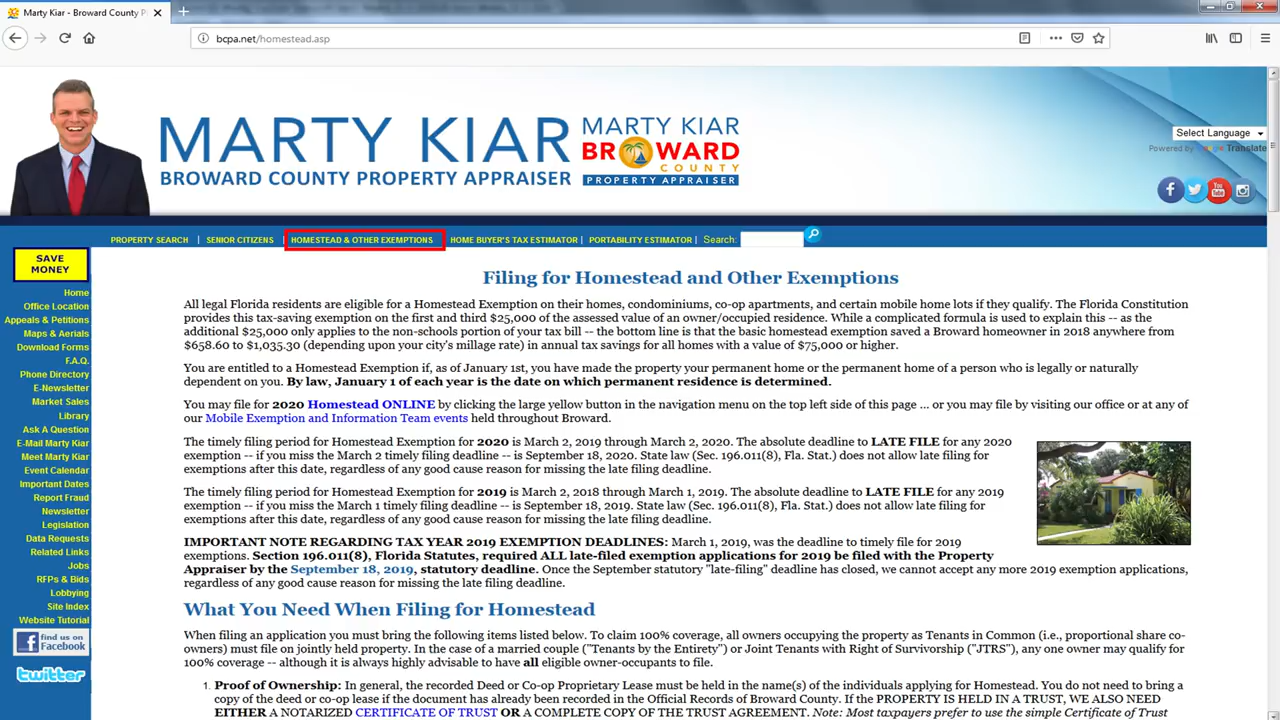 Marty Kiar - Broward County P
bcpa.net/homestead.asp
MARTY KIAR
BROWARD COUNTY PROPERTY APPRAISER
MARTY KIAR
BROWARD
COUNTY
PROPERTY APPRAISER
Select Language
Powered by Translate
PROPERTY SEARCH | SENIOR CITIZENS | HOMESTEAD & OTHER EXEMPTIONS HOME BUYER'S TAX ESTIMATOR | PORTABILITY ESTIMATOR | Search:
SAVE
MONEY
Home
Office Location
Appeals & Petitions
Maps & Aerials
Download Forms
F.A.Q.
Phone Directory
E-Newsletter
Market Sales
Library
Ask A Question
E-Mail Marty Kiar
Meet Marty Kiar
Event Calendar
Important Dates
Report Fraud
Newsletter
Legislation
Data Requests
Related Links
Jobs
RFPs & Bids
Lobbying
Site Index
Website Tutorial
find us on
Facebook
twitter
Filing for Homestead and Other Exemptions
All legal Florida residents are eligible for a Homestead Exemption on their homes, condominiums, co-op apartments, and certain mobile home lots if they qualify. The Florida Constitution
provides this tax-saving exemption on the first and third $25,000 of the assessed value of an owner/occupied residence. While a complicated formula is used to explain this -- as the
additional $25,000 only applies to the non-schools portion of your tax bill -- the bottom line is that the basic homestead exemption saved a Broward homeowner in 2018 anywhere from
$658.60 to $1,035.30 (depending upon your city's millage rate) in annual tax savings for all homes with a value of $75,000 or higher.
You are entitled to a Homestead Exemption if, as of January 1st, you have made the property your permanent home or the permanent home of a person who is legally or naturally
dependent on you. By law, January 1 of each year is the date on which permanent residence is determined.
You may file for 2020 Homestead ONLINE by clicking the large yellow button in the navigation menu on the top left side of this page ... or you may file by visiting our office or at any of
our Mobile Exemption and Information Team events held throughout Broward.
The timely filing period for Homestead Exemption for 2020 is March 2, 2019 through March 2, 2020. The absolute deadline to LATE FILE for any 2020
exemption -- if you miss the March 2 timely filing deadline -- is September 18, 2020. State law (Sec. 196.011(8), Fla. Stat.) does not allow late filing for
exemptions after this date, regardless of any good cause reason for missing the late filing deadline.
The timely filing period for Homestead Exemption for 2019 is March 2, 2018 through March 1, 2019. The absolute deadline to LATE FILE for any 2019
exemption -- if you miss the March 1 timely filing deadline -- is September 18, 2019. State law (Sec. 196.011(8), Fla. Stat.) does not allow late filing for
exemptions after this date, regardless of any good cause reason for missing the late filing deadline.
IMPORTANT NOTE REGARDING TAX YEAR 2019 EXEMPTION DEADLINES: March 1, 2019, was the deadline to timely file for 2019
exemptions. Section 196.011(8), Florida Statutes, required ALL late-filed exemption applications for 2019 be filed with the Property
Appraiser by the September 18, 2019, statutory deadline. Once the September statutory "late-filing" deadline has closed, we cannot accept any more 2019 exemption applications,
regardless of any good cause reason for missing the late filing deadline.
What You Need When Filing for Homestead
When filing an application you must bring the following items listed below. To claim 100% coverage, all owners occupying the property as Tenants in Common (i.e., proportional share co-
owners) must file on jointly held property. In the case of a married couple ("Tenants by the Entirety") or Joint Tenants with Right of Survivorship ("JTRS"), any one owner may qualify for
100% coverage -- although it is always highly advisable to have all eligible owner-occupants to file.
1. Proof of Ownership: In general, the recorded Deed or Co-op Proprietary Lease must be held in the name(s) of the individuals applying for Homestead. You do not need to bring a
copy of the deed or co-op lease if the document has already been recorded in the Official Records of Broward County. If the PROPERTY IS HELD IN A TRUST, WE ALSO NEED
EITHER A NOTARIZED CERTIFICATE OF TRUST OR A COMPLETE COPY OF THE TRUST AGREEMENT. Note: Most taxpayers prefer to use the simple Certificate of Trust